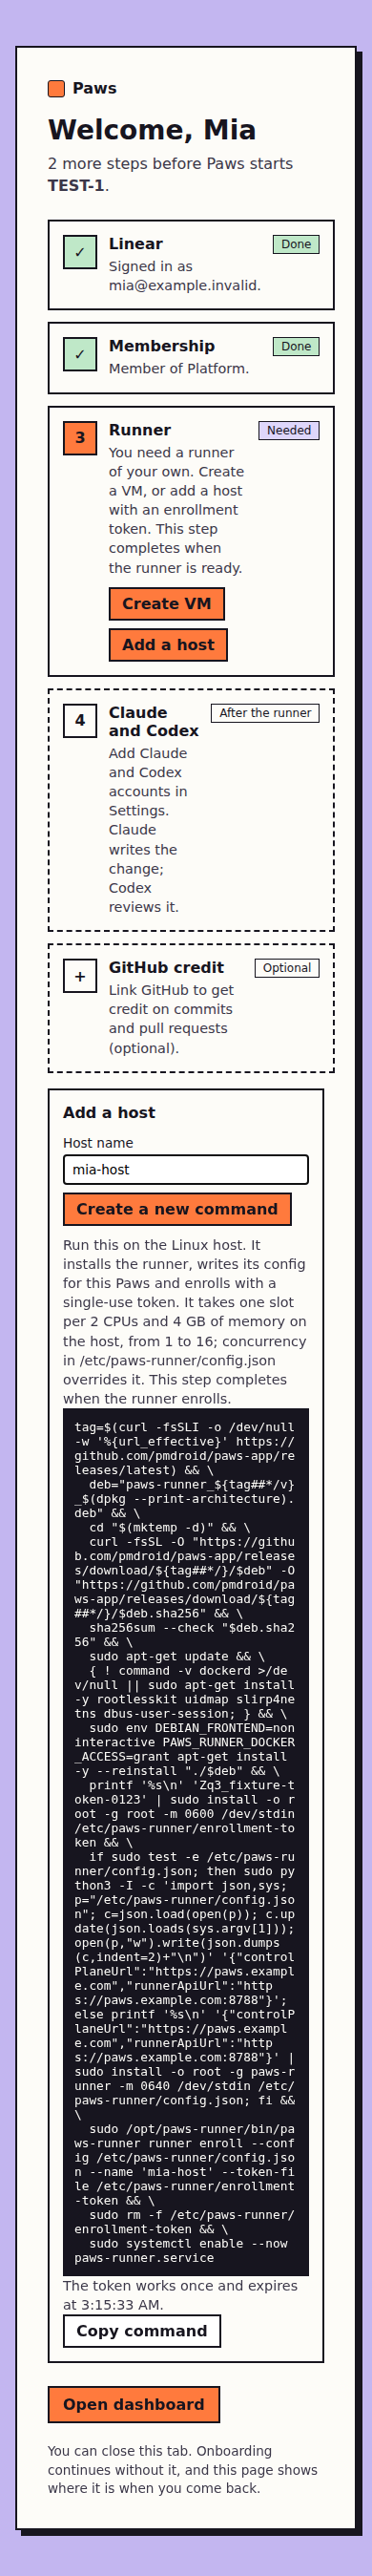 Paws
Welcome, Mia
2 more steps before Paws starts
TEST-1.
✓
Linear
Done
Signed in as
mia@example.invalid.
✓
Membership
Done
Member of Platform.
3
Runner
Needed
You need a runner
of your own. Create
a VM, or add a host
with an enrollment
token. This step
completes when
the runner is ready.
Create VM
Add a host
4
Claude
and Codex
After the runner
Add Claude
and Codex
accounts in
Settings.
Claude
writes the
change;
Codex
reviews it.
+
GitHub credit
Optional
Link GitHub to get
credit on commits
and pull requests
(optional).
Add a host
Host name
mia-host
Create a new command
Run this on the Linux host. It
installs the runner, writes its config
for this Paws and enrolls with a
single-use token. It takes one slot
per 2 CPUs and 4 GB of memory on
the host, from 1 to 16; concurrency
in /etc/paws-runner/config.json
overrides it. This step completes
when the runner enrolls.
tag=$(curl -fsSLI -o /dev/null
-w '%{url_effective}' https://
github.com/pmdroid/paws-app/re
leases/latest) && \
  deb="paws-runner_${tag##*/v}
_$(dpkg --print-architecture).
deb" && \
  cd "$(mktemp -d)" && \
  curl -fsSL -O "https://githu
b.com/pmdroid/paws-app/release
s/download/${tag##*/}/$deb" -O
"https://github.com/pmdroid/pa
ws-app/releases/download/${tag
##*/}/$deb.sha256" && \
  sha256sum --check "$deb.sha2
56" && \
  sudo apt-get update && \
  { ! command -v dockerd >/de
v/null || sudo apt-get install
-y rootlesskit uidmap slirp4ne
tns dbus-user-session; } && \
  sudo env DEBIAN_FRONTEND=non
interactive PAWS_RUNNER_DOCKER
_ACCESS=grant apt-get install
-y --reinstall "./$deb" && \
  printf '%s\n' 'Zq3_fixture-t
oken-0123' | sudo install -o r
oot -g root -m 0600 /dev/stdin
/etc/paws-runner/enrollment-to
ken && \
  if sudo test -e /etc/paws-ru
nner/config.json; then sudo py
thon3 -I -c 'import json,sys;
p="/etc/paws-runner/config.jso
n"; c=json.load(open(p)); c.up
date(json.loads(sys.argv[1]));
open(p,"w").write(json.dumps
(c,indent=2)+"\n")' '{"control
PlaneUrl":"https://paws.exampl
e.com","runnerApiUrl":"http
s://paws.example.com:8788"}';
else printf '%s\n' '{"controlP
laneUrl":"https://paws.exampl
e.com","runnerApiUrl":"http
s://paws.example.com:8788"}' |
sudo install -o root -g paws-r
unner -m 0640 /dev/stdin /etc/
paws-runner/config.json; fi &&
\
  sudo /opt/paws-runner/bin/pa
ws-runner runner enroll --conf
ig /etc/paws-runner/config.jso
n --name 'mia-host' --token-fi
le /etc/paws-runner/enrollment
-token && \
  sudo rm -f /etc/paws-runner/
enrollment-token && \
  sudo systemctl enable --now
paws-runner.service
The token works once and expires
at 3:15:33 AM.
Copy command
Open dashboard
You can close this tab. Onboarding
continues without it, and this page shows
where it is when you come back.